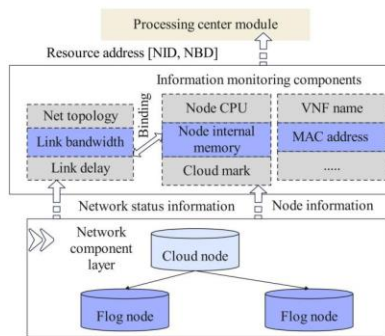 Processing center module
Resource address [NID, NBD]
Information monitoring components
Net topology
Link bandwidth
Link delay
Binding
Node CPU
Node internal
memory
Cloud mark
VNF name
MAC address
.....
Network status information
Node information
Network
component
layer
Cloud node
Flog node
Flog node